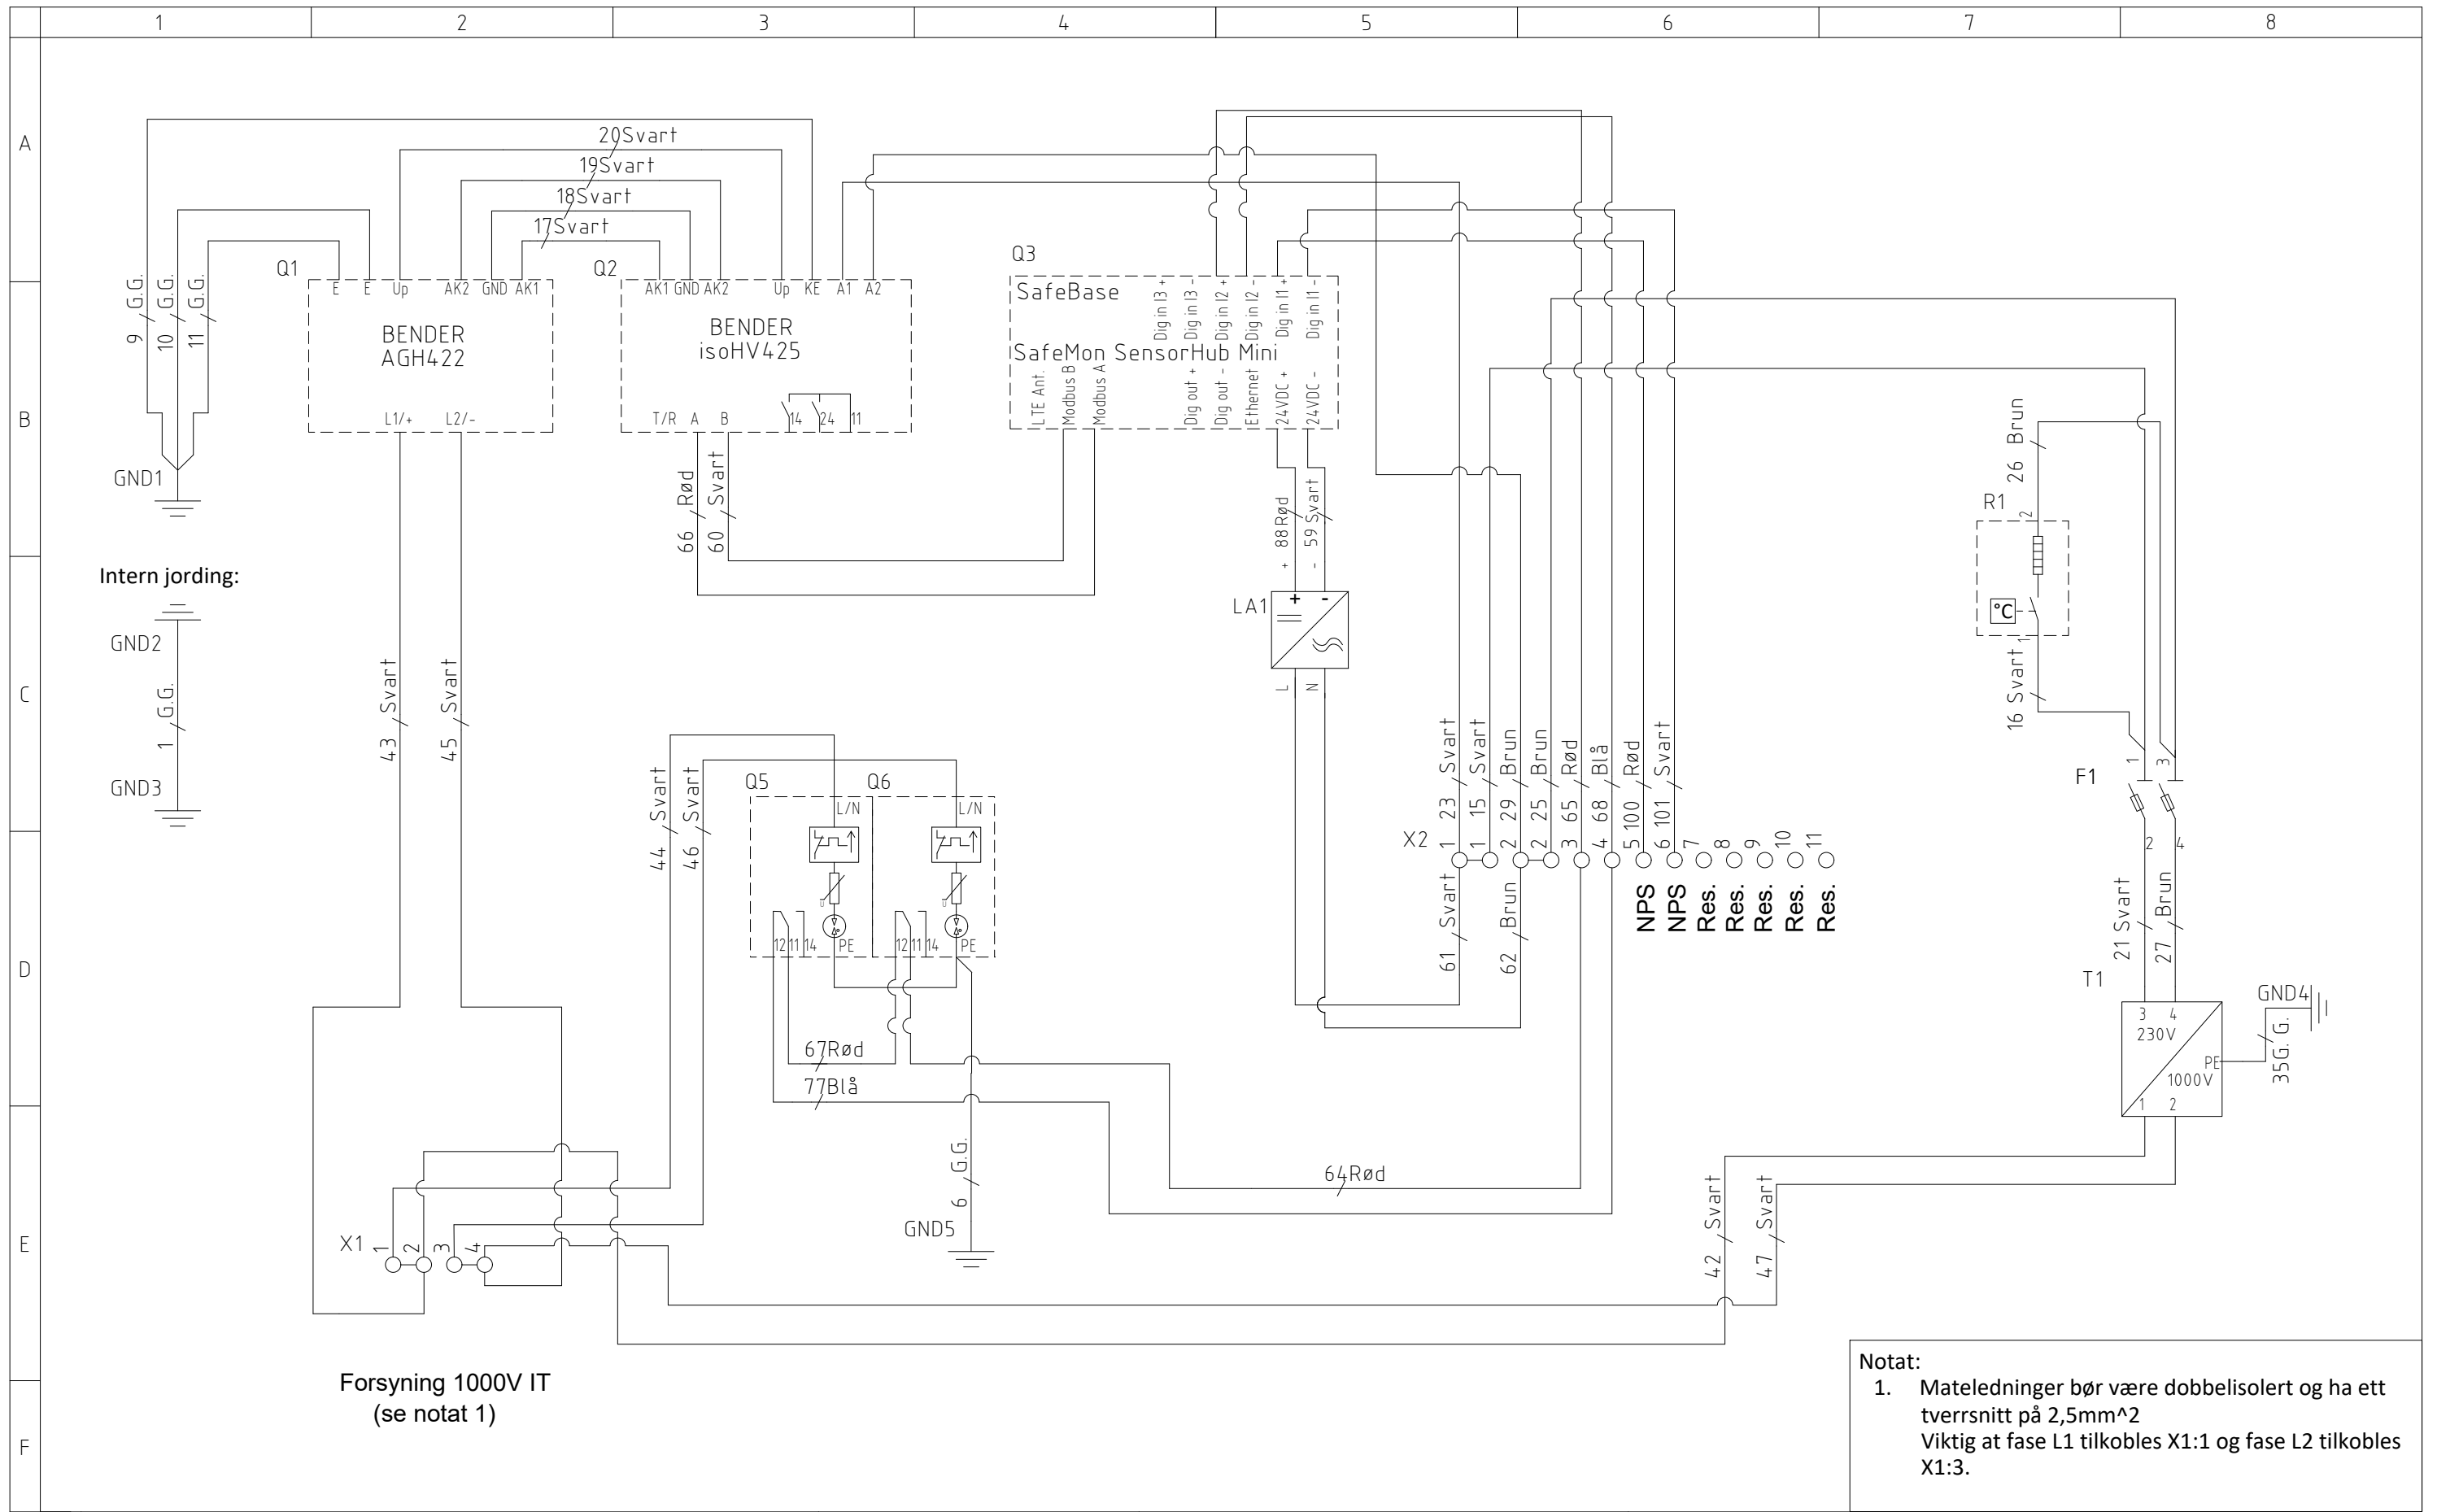 1 2 3 4 5 6 7 8
A
B
C
D
E
F
20Svart
19Svart
18Svart
17Svart
9 G.G.
10 G.G.
11 G.G.
GND1
Q1
E E Up AK2 GND AK1
BENDER
AGH422
L1/+ L2/-
Q2
AK1 GND AK2 Up KE A1 A2
BENDER
isoHV425
T/R A B 14 24 11
Q3
SafeBase
Dig in I3 +
Dig in I3 -
Dig in I2 +
Dig in I2 -
Dig in I1 +
Dig in I1 -
SafeMon SensorHub Mini
LTE Ant.
Modbus B
Modbus A
Dig out +
Dig out -
Ethernet
24VDC +
24VDC -
66 Rød
60 Svart
+ 88Rød
- 59 Svart
LA1
+ -
L N
Intern jording:
GND2
1 G.G.
GND3
43 Svart
45 Svart
44 Svart
46 Svart
Q5 Q6
L/N L/N
U U
12 11 14 PE 12 11 14 PE
67Rød
77Blå
6 G.G.
GND5
64Rød
X2
1 23 Svart
1 15 Svart
2 29 Brun
2 25 Brun
3 65 Rød
4 68 Blå
5 100 Rød
6 101 Svart
7
8
9
10
11
NPS
NPS
Res.
Res.
Res.
Res.
Res.
61 Svart
62 Brun
26 Brun
R1
2
°C
1
16 Svart
F1
1 3
2 4
21 Svart
27 Brun
T1
3 4
230V
PE
1000V
1 2
GND4
35G. G.
42 Svart
47 Svart
X1 1 2 3 4
Forsyning 1000V IT
(se notat 1)
Notat:
1. Mateledninger bør være dobbelisolert og ha ett
tverrsnitt på 2,5mm^2
Viktig at fase L1 tilkobles X1:1 og fase L2 tilkobles
X1:3.